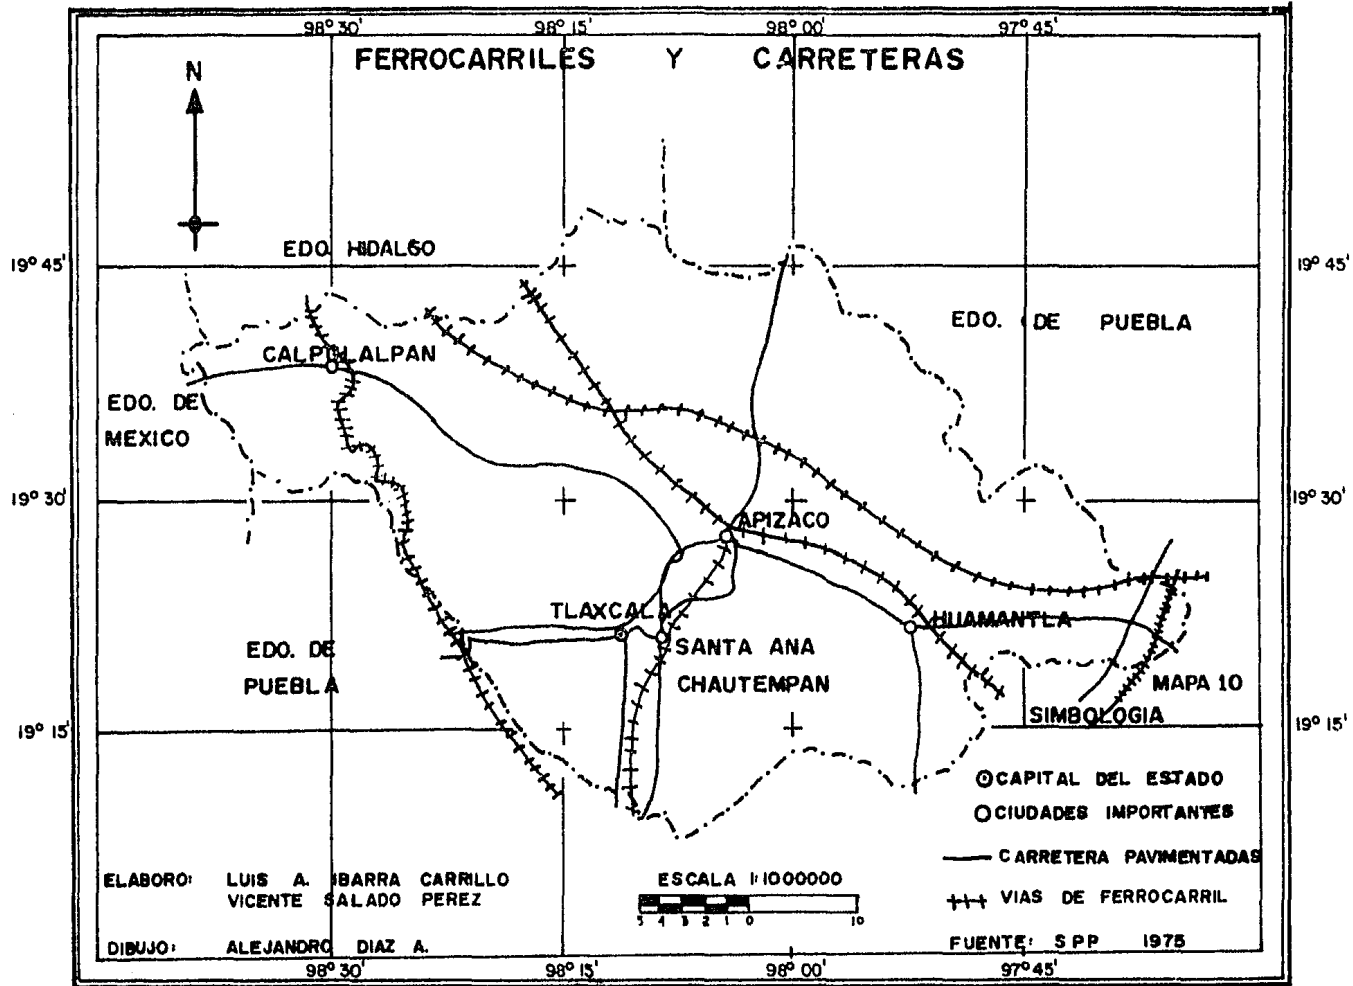 98° 30' 98° 15' 98° 00' 97° 45'
FERROCARRILES Y CARRETERAS
N
EDO. HIDALGO
19° 45' 19° 45'
EDO. DE PUEBLA
CALPULALPAN
EDO. DE
MEXICO
19° 30' 19° 30'
APIZACO
TLAXCALA
HUAMANTLA
SANTA ANA
CHAUTEMPAN
EDO. DE
PUEBLA
MAPA 10
SIMBOLOGIA
19° 15' 19° 15'
CAPITAL DEL ESTADO
CIUDADES IMPORTANTES
CARRETERA PAVIMENTADAS
VIAS DE FERROCARRIL
FUENTE: S P P 1975
ESCALA 1:1000000
5 4 3 2 1 0 10
ELABORO: LUIS A. IBARRA CARRILLO
VICENTE SALADO PEREZ
DIBUJO: ALEJANDRO DIAZ A.
98° 30' 98° 15' 98° 00' 97° 45'